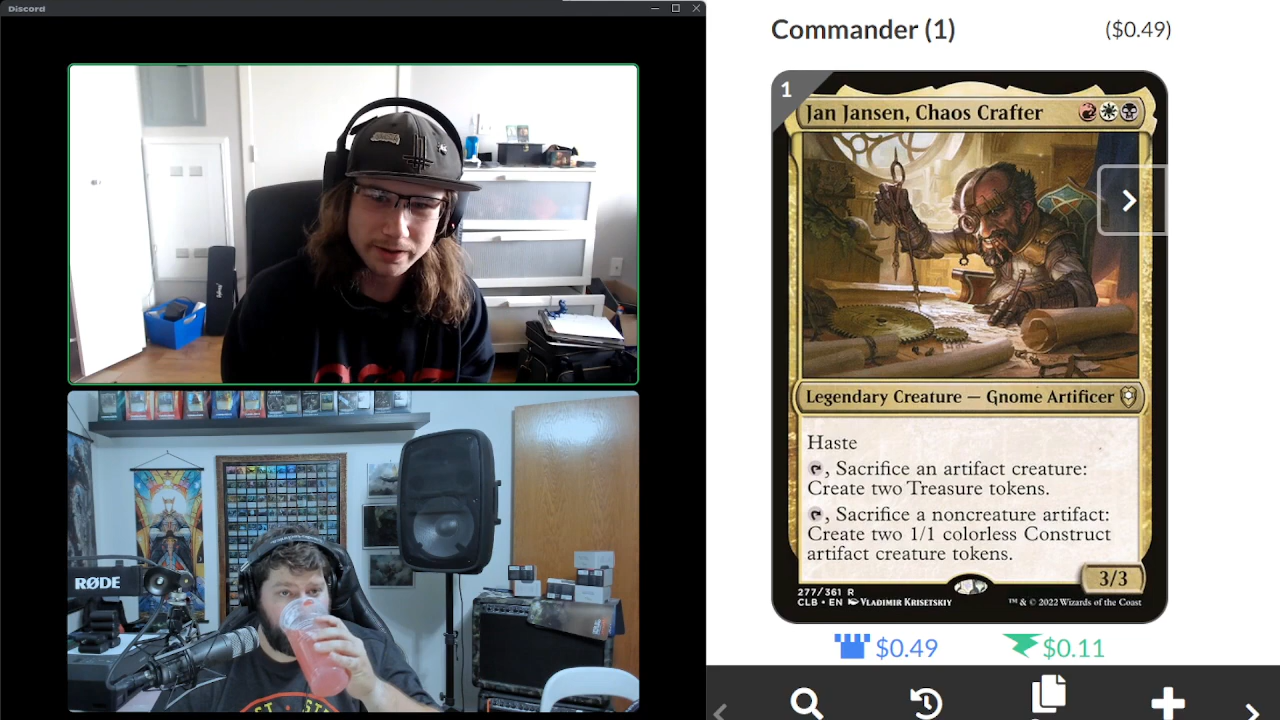 Discord
RØDE
Commander (1)
($0.49)
1
Jan Jansen, Chaos Crafter
Legendary Creature — Gnome Artificer
Haste
, Sacrifice an artifact creature:
Create two Treasure tokens.
, Sacrifice a noncreature artifact:
Create two 1/1 colorless Construct
artifact creature tokens.
3/3
277/361 R
CLB • EN Vladimir Krisetskiy
™ & © 2022 Wizards of the Coast
$0.49
$0.11